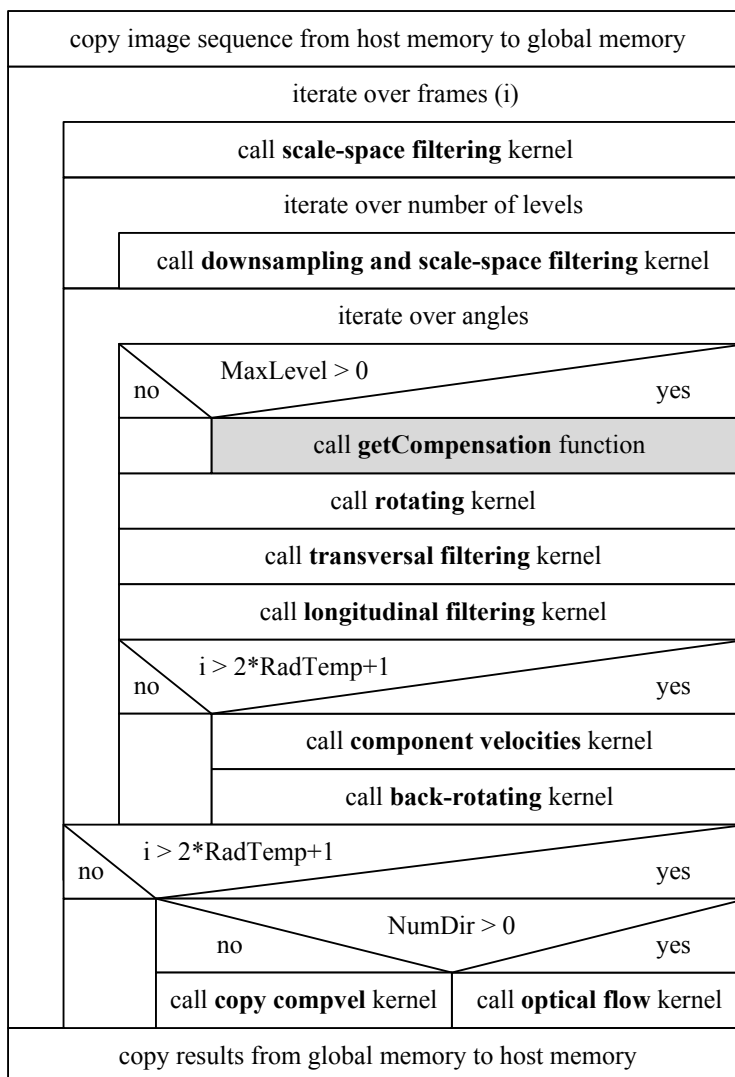 copy image sequence from host memory to global memory
iterate over frames (i)
call scale-space filtering kernel
iterate over number of levels
call downsampling and scale-space filtering kernel
iterate over angles
MaxLevel > 0
no
yes
call getCompensation function
call rotating kernel
call transversal filtering kernel
call longitudinal filtering kernel
i > 2*RadTemp+1
no
yes
call component velocities kernel
call back-rotating kernel
i > 2*RadTemp+1
no
yes
NumDir > 0
no
yes
call copy compvel kernel
call optical flow kernel
copy results from global memory to host memory